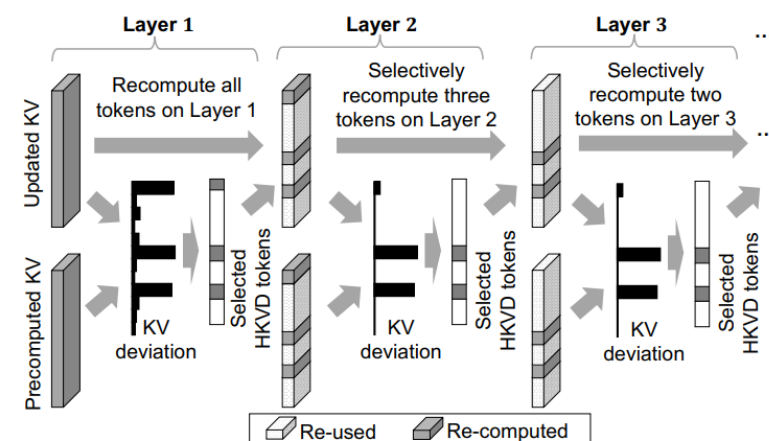 Layer 1
Layer 2
Layer 3
..
Recompute all
tokens on Layer 1
Selectively
recompute three
tokens on Layer 2
Selectively
recompute two
tokens on Layer 3
..
Updated KV
Precomputed KV
KV
deviation
Selected
HKVD tokens
KV
deviation
Selected
HKVD tokens
KV
deviation
Selected
HKVD tokens
Re-used
Re-computed